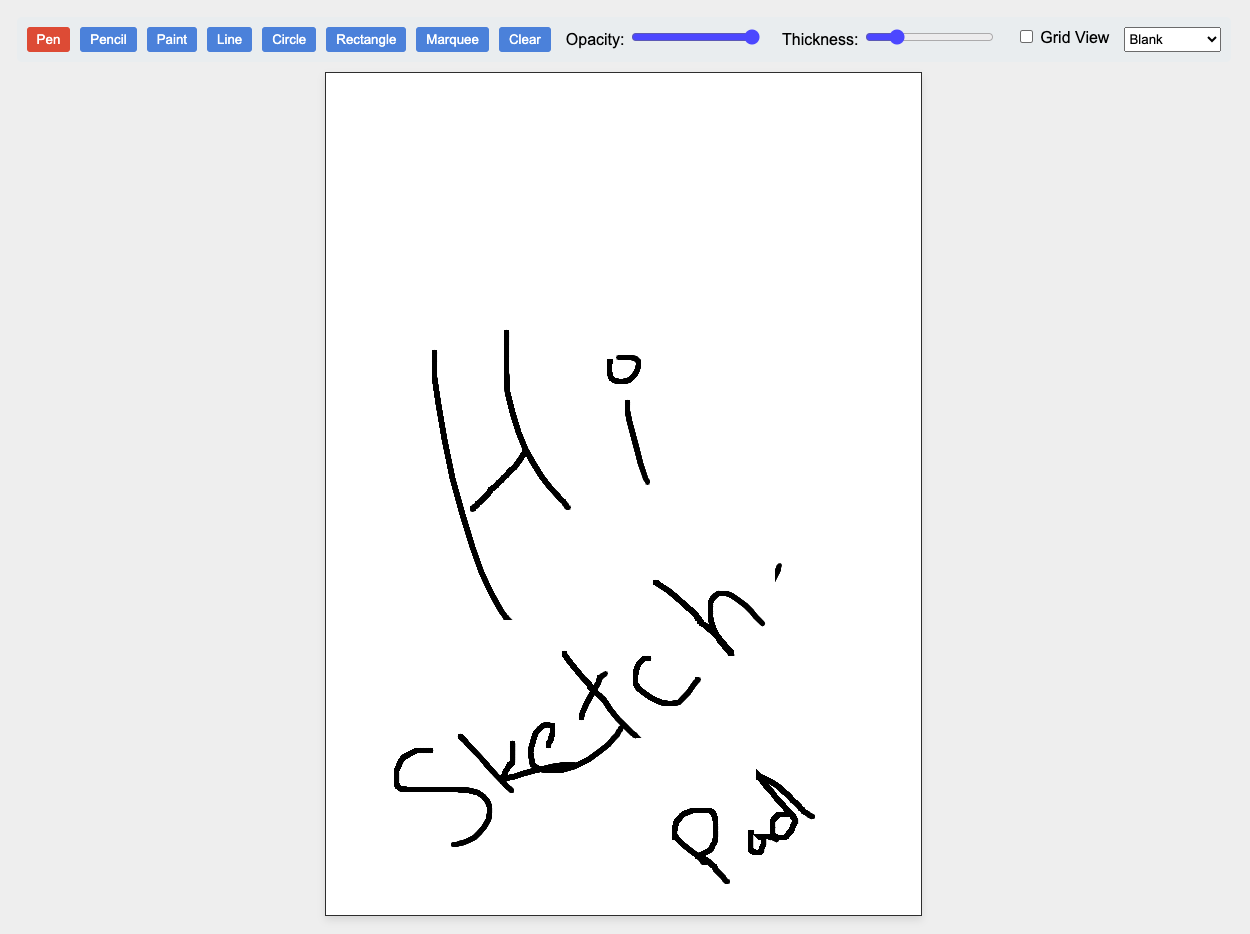 Pen Pencil Paint Line Circle Rectangle Marquee Clear Opacity: Thickness: Grid View Blank
Hi
Sketch
Pad